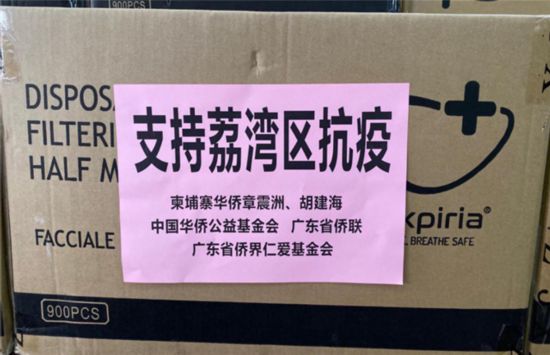 900PCS
DISPOSA
FILTERI
HALF M
支持荔湾区抗疫
柬埔寨华侨章震洲、胡建海
中国华侨公益基金会 广东省侨联
广东省侨界仁爱基金会
kpiria
BREATHE SAFE
FACCIALE
900PCS